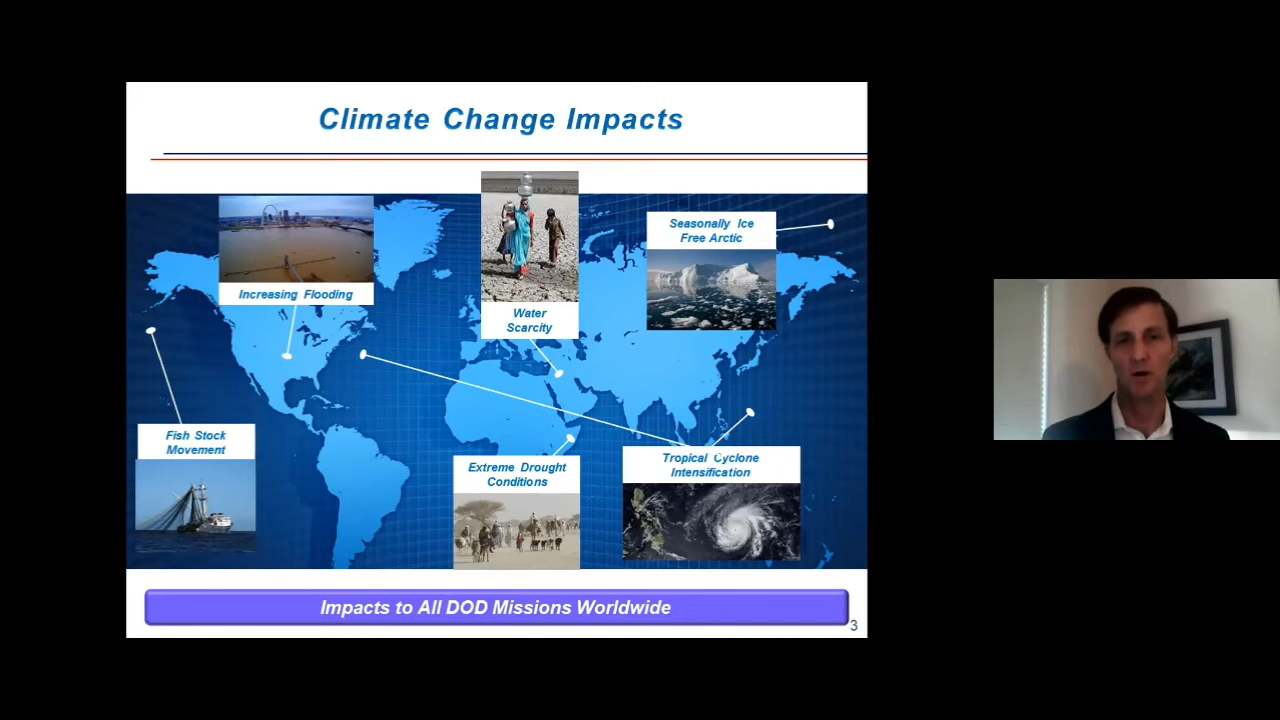 Climate Change Impacts
Increasing Flooding
Water
Scarcity
Seasonally Ice
Free Arctic
Fish Stock
Movement
Extreme Drought
Conditions
Tropical Cyclone
Intensification
Impacts to All DOD Missions Worldwide
3